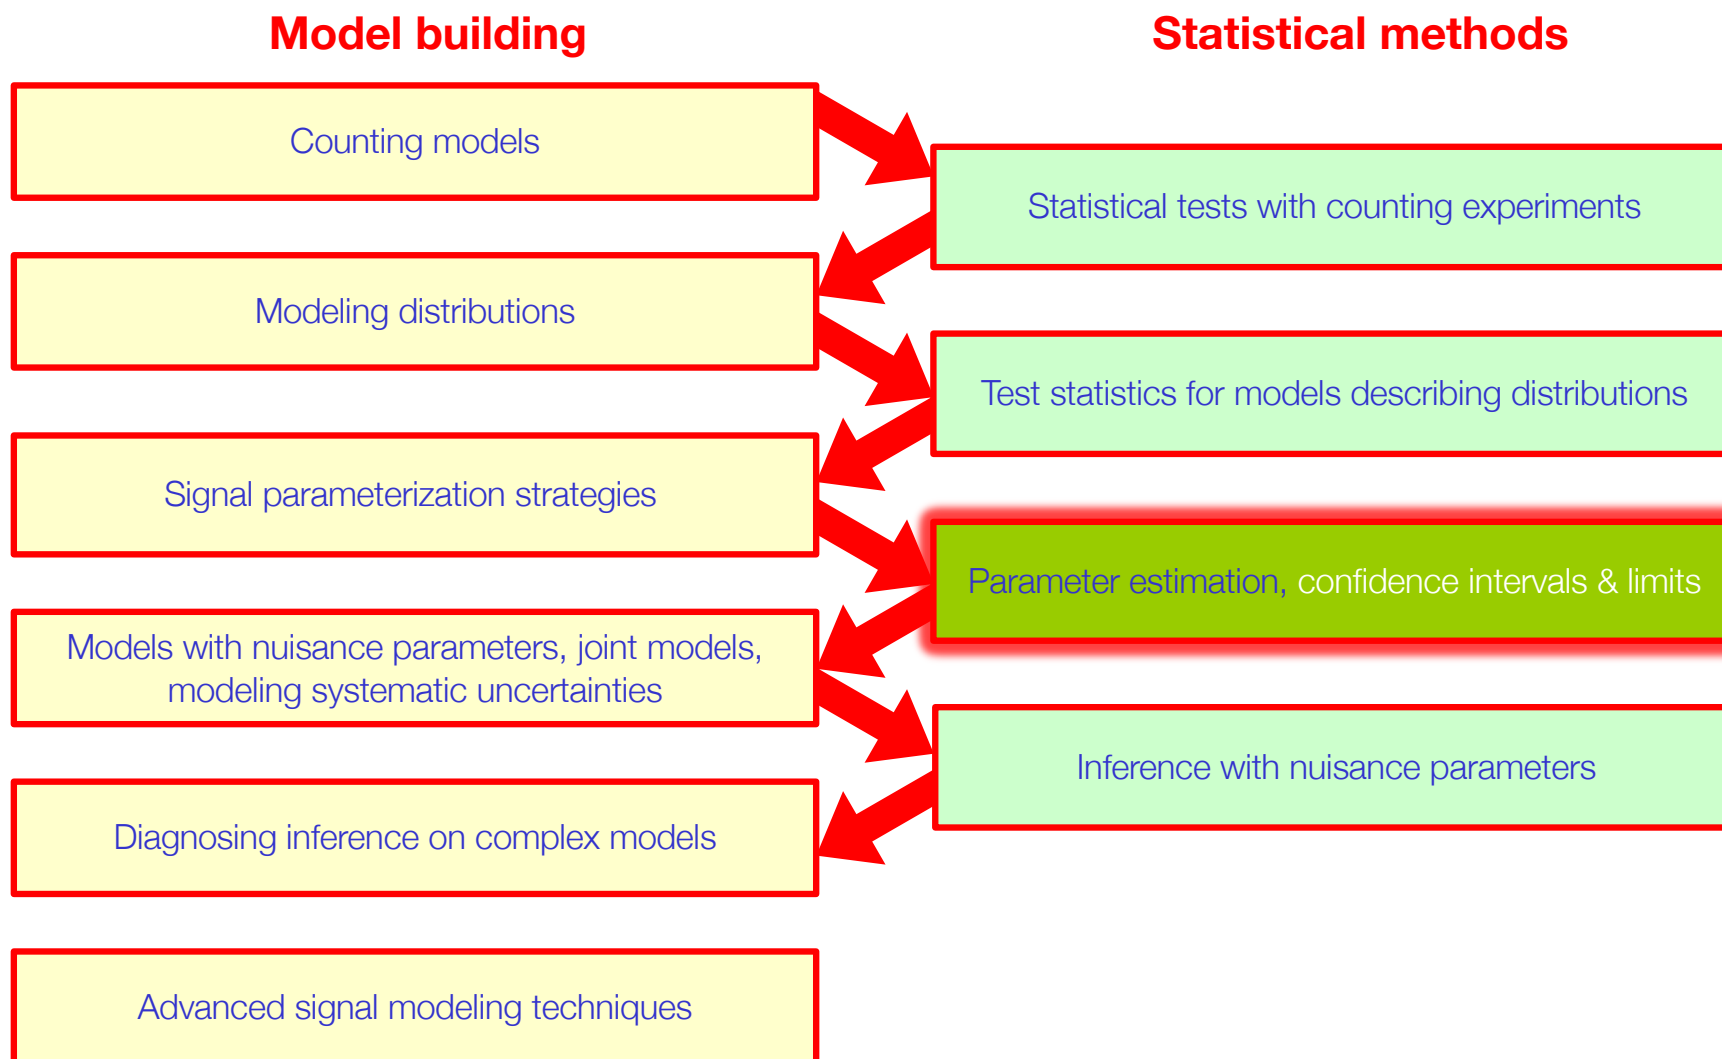 Model building
Statistical methods
Counting models
Statistical tests with counting experiments
Modeling distributions
Test statistics for models describing distributions
Signal parameterization strategies
Parameter estimation, confidence intervals & limits
Models with nuisance parameters, joint models,
modeling systematic uncertainties
Inference with nuisance parameters
Diagnosing inference on complex models
Advanced signal modeling techniques